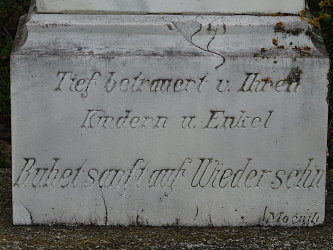 Tief betrauert v. Ihren
Kindern u. Enkel
Ruhet sanft auf Wiedersehn